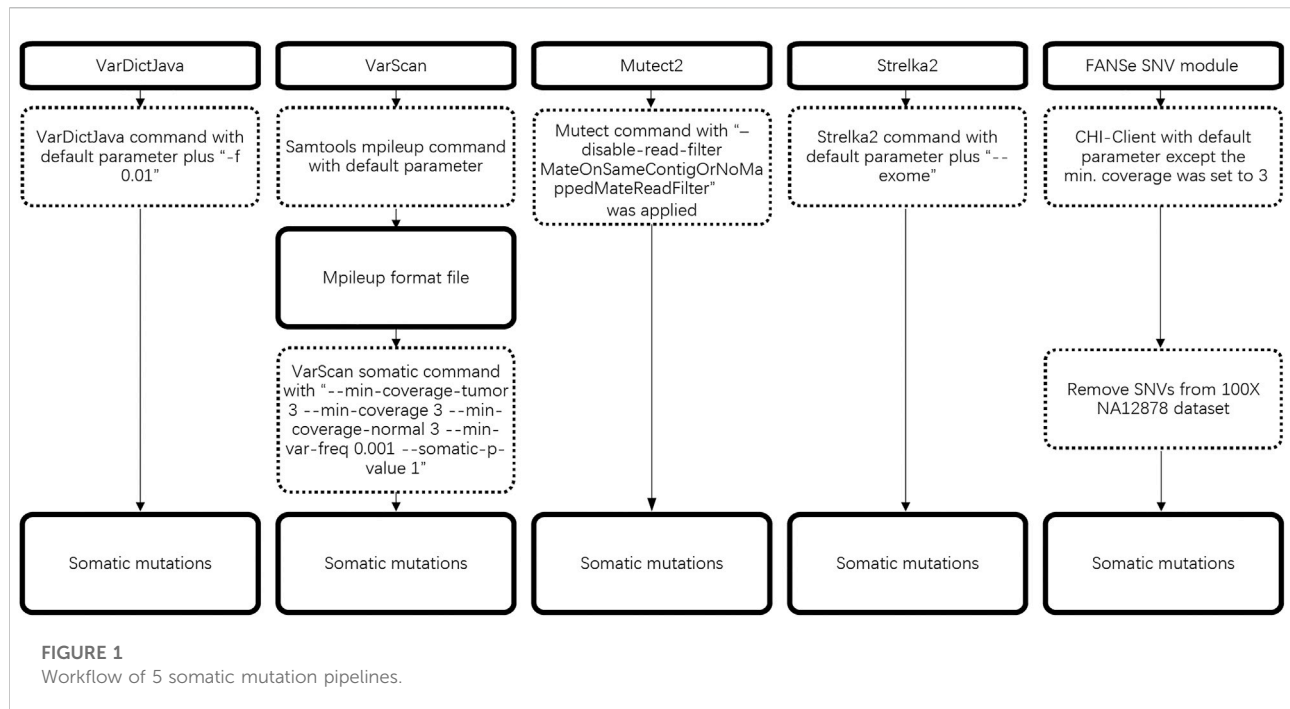 VarDictJava
VarDictJava command with
default parameter plus “-f
0.01”
Somatic mutations
VarScan
Samtools mpileup command
with default parameter
Mpileup format file
VarScan somatic command
with “--min-coverage-tumor
3 --min-coverage 3 --min-
coverage-normal 3 --min-
var-freq 0.001 --somatic-p-
value 1”
Somatic mutations
Mutect2
Mutect command with “–
disable-read-filter
MateOnSameContigOrNoMa
ppedMateReadFilter”
was applied
Somatic mutations
Strelka2
Strelka2 command with
default parameter plus “--
exome”
Somatic mutations
FANSe SNV module
CHI-Client with default
parameter except the
min. coverage was set to 3
Remove SNVs from 100X
NA12878 dataset
Somatic mutations
FIGURE 1
Workflow of 5 somatic mutation pipelines.